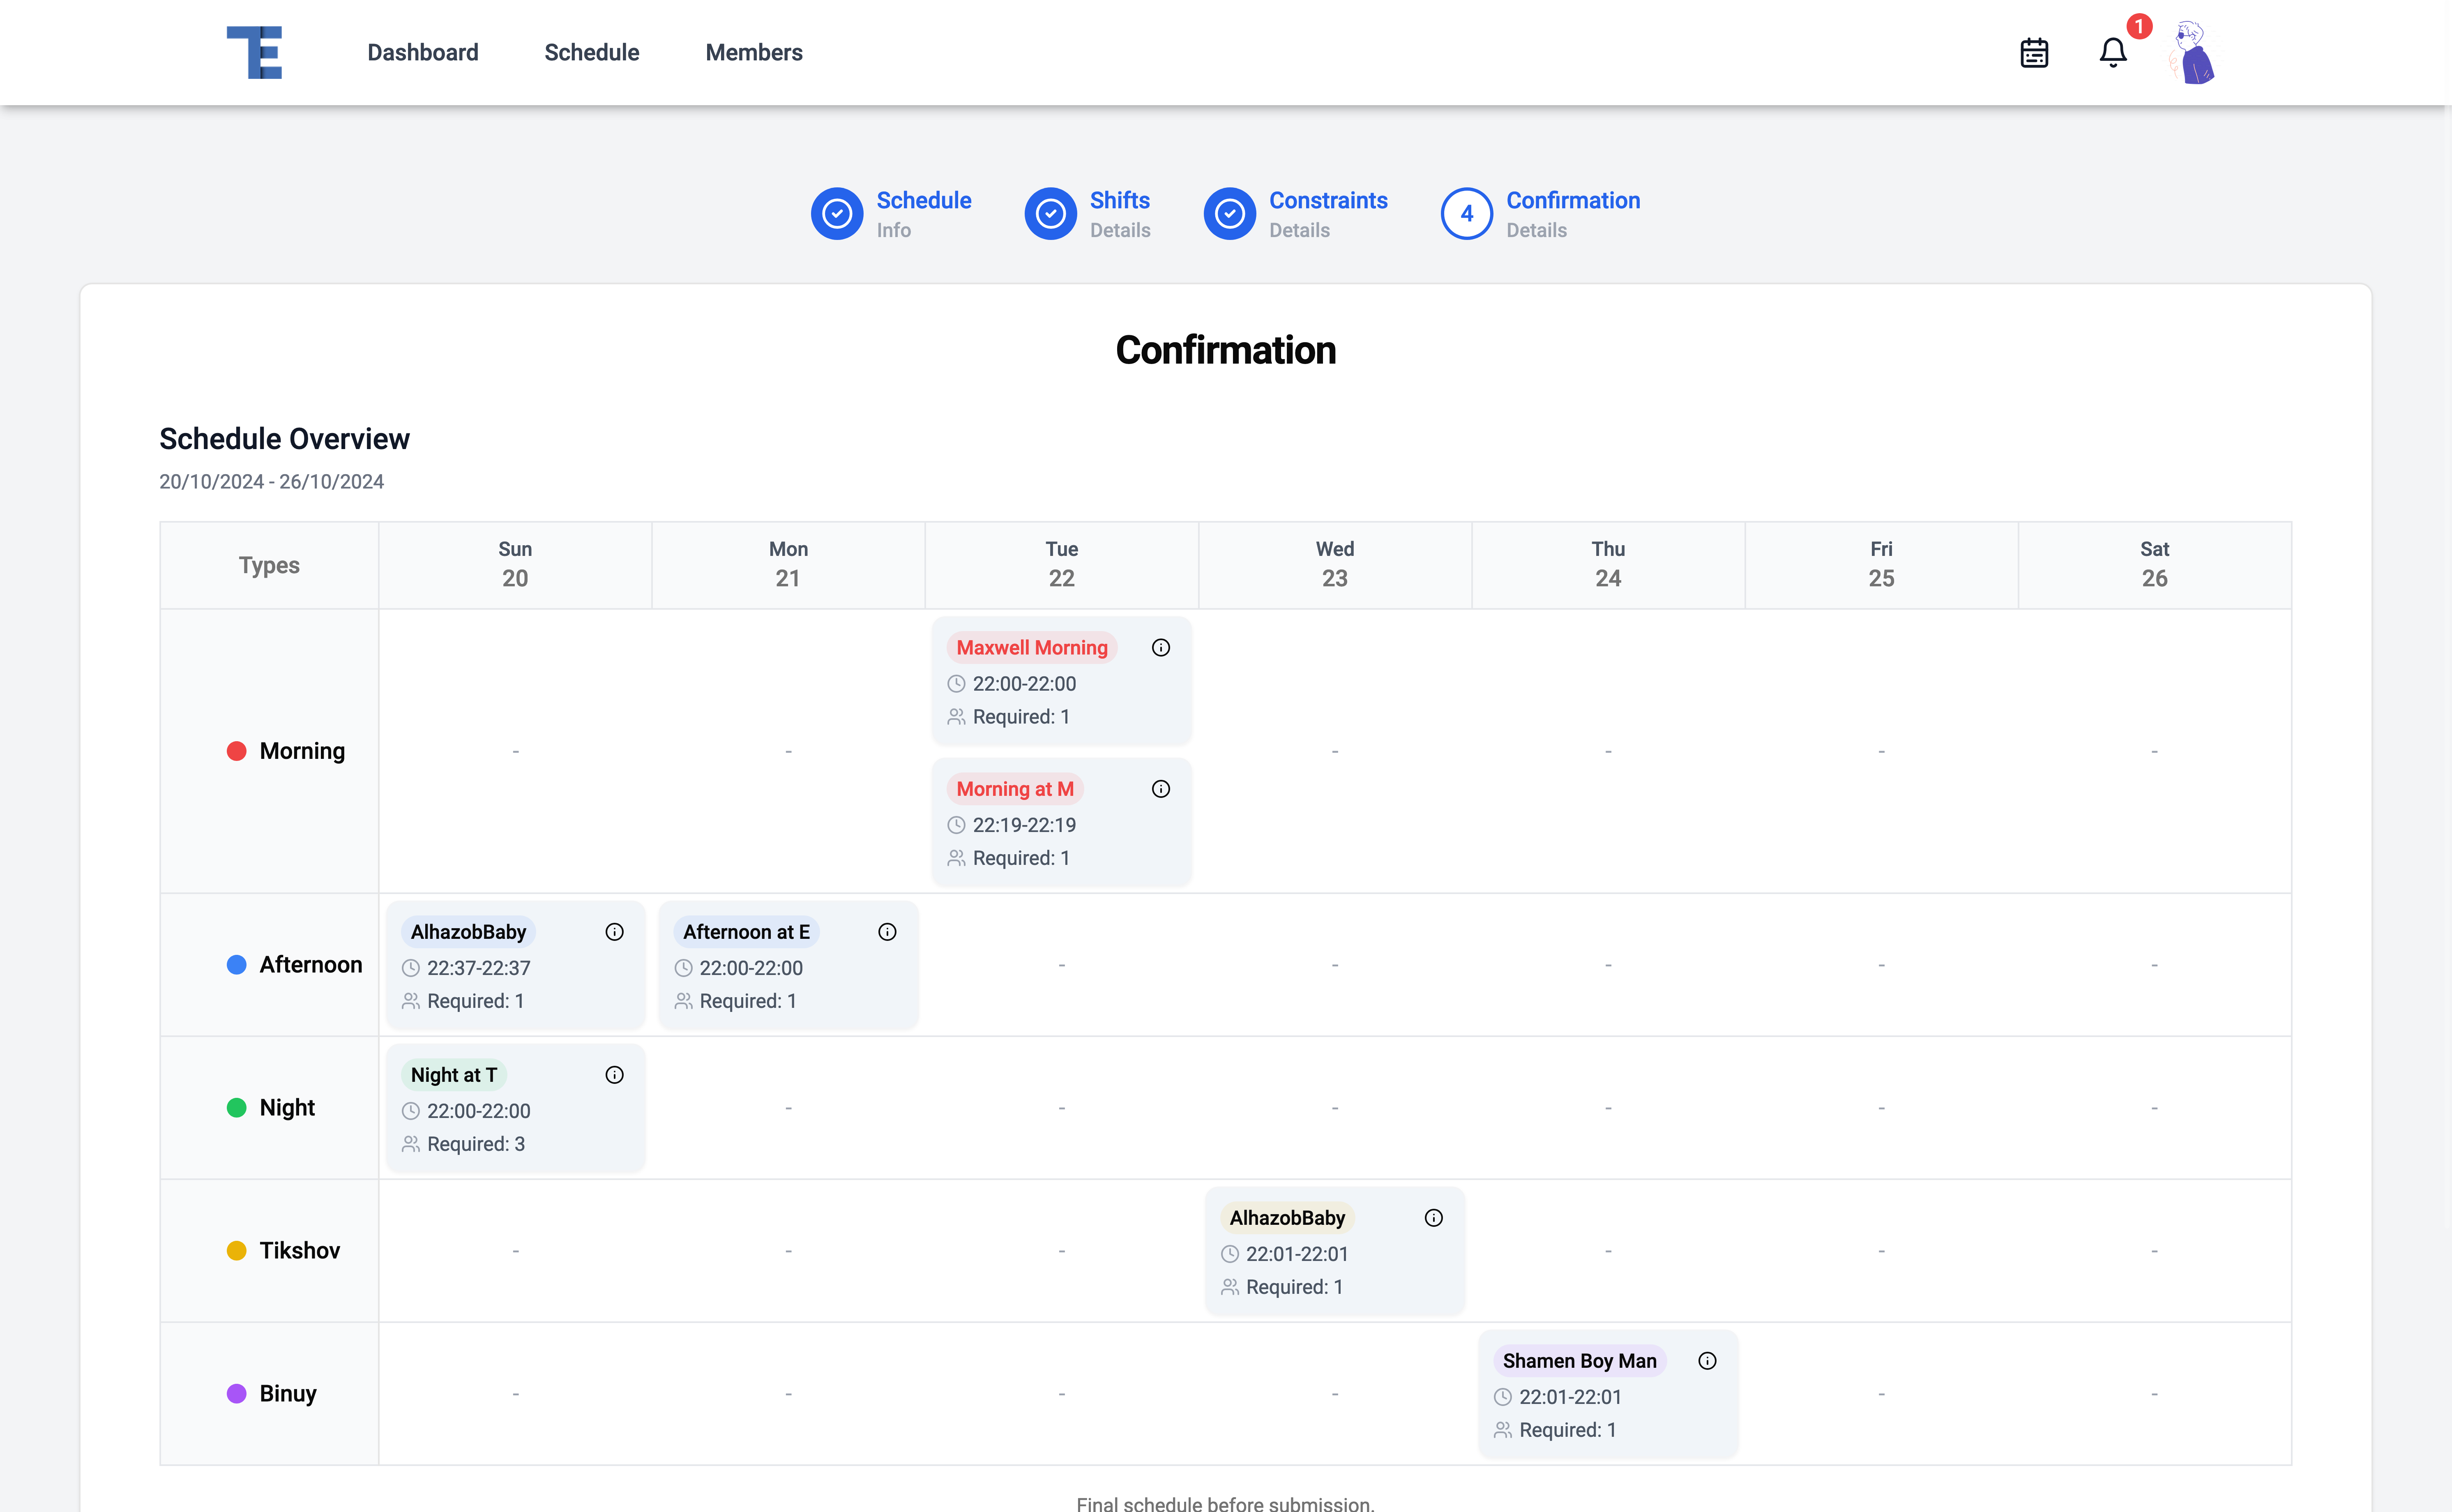 TE
Dashboard
Schedule
Members
1
Schedule
Info
Shifts
Details
Constraints
Details
4
Confirmation
Details
Confirmation
Schedule Overview
20/10/2024 - 26/10/2024
Types
Sun
20
Mon
21
Tue
22
Wed
23
Thu
24
Fri
25
Sat
26
Morning
-
-
Maxwell Morning
22:00-22:00
Required: 1
Morning at M
22:19-22:19
Required: 1
-
-
-
-
Afternoon
AlhazobBaby
22:37-22:37
Required: 1
Afternoon at E
22:00-22:00
Required: 1
-
-
-
-
-
Night
Night at T
22:00-22:00
Required: 3
-
-
-
-
-
-
Tikshov
-
-
-
AlhazobBaby
22:01-22:01
Required: 1
-
-
-
Binuy
-
-
-
-
Shamen Boy Man
22:01-22:01
Required: 1
-
-
Final schedule before submission.